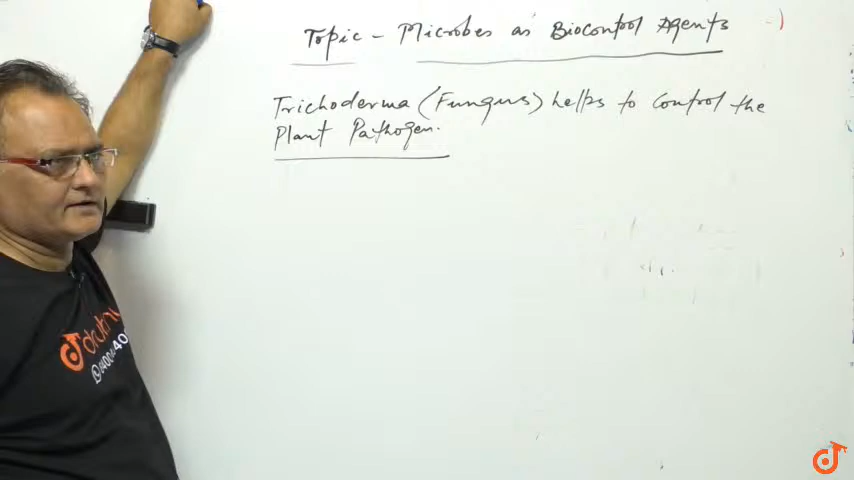 Topic - Microbes as Biocontrol Agents
Trichoderma (Fungus) helps to control the
Plant Pathogen.